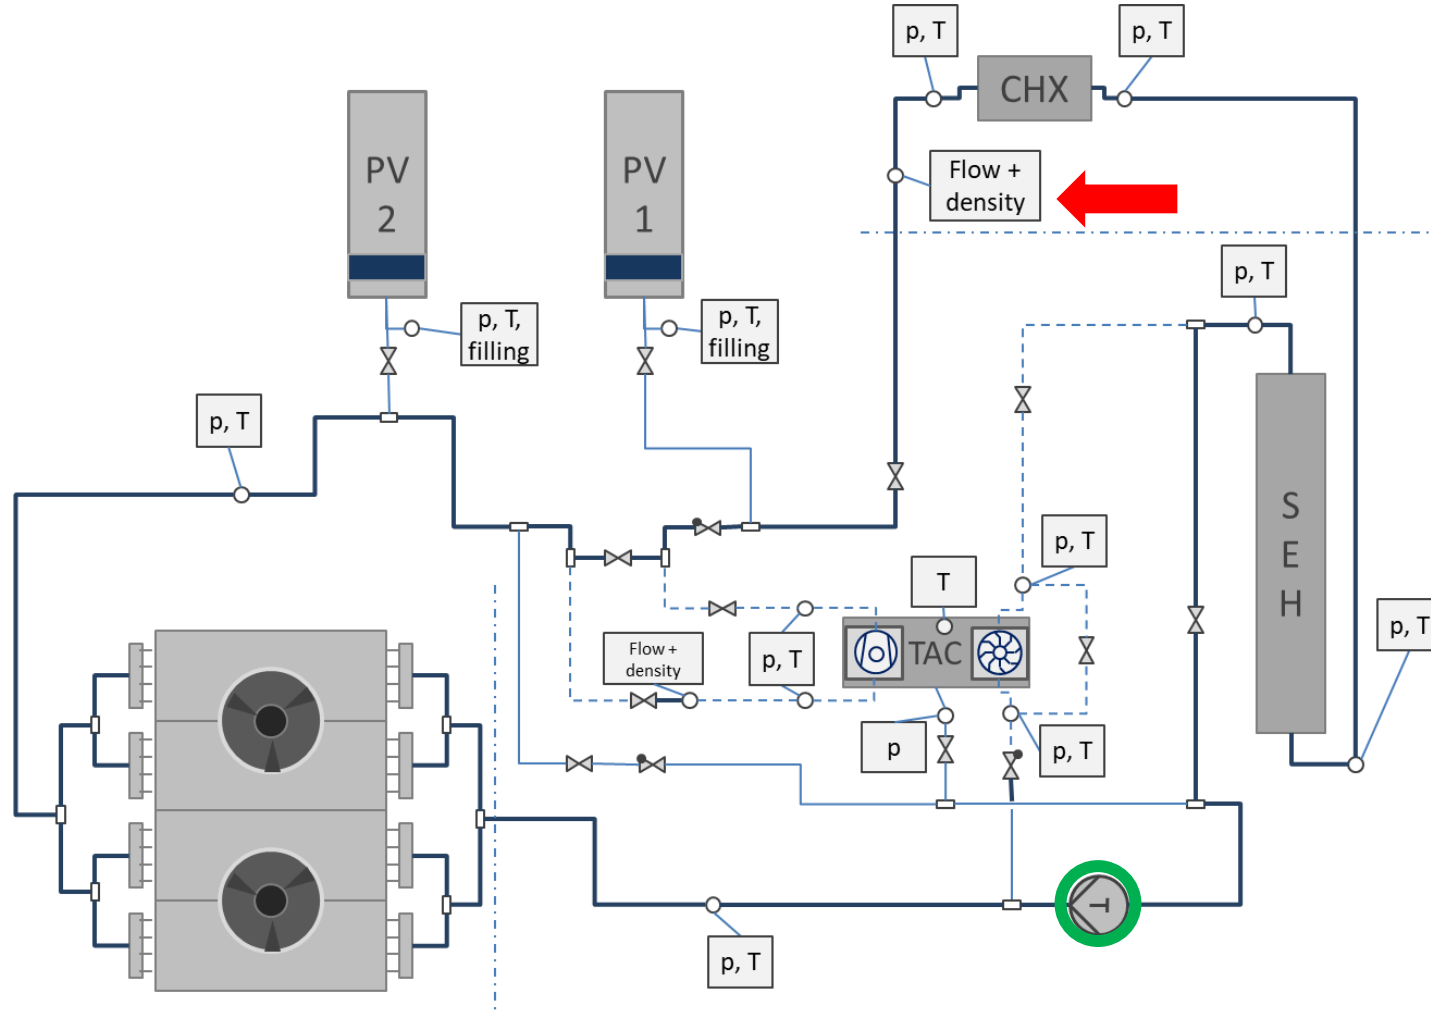 p, T
p, T
CHX
PV
2
PV
1
Flow +
density
p, T
p, T,
filling
p, T,
filling
p, T
S
E
H
p, T
T
p, T
Flow +
density
p, T
TAC
p
p, T
T
p, T